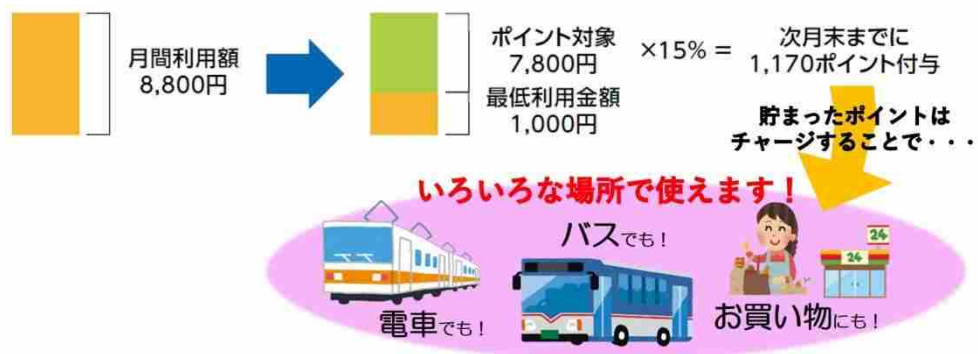 月間利用額
8,800円
ポイント対象
7,800円
×15%＝
最低利用金額
1,000円
次月末までに
1,170ポイント付与
貯まったポイントは
チャージすることで・・・
いろいろな場所で使えます！
バスでも！
24
24
電車でも！
お買い物にも！